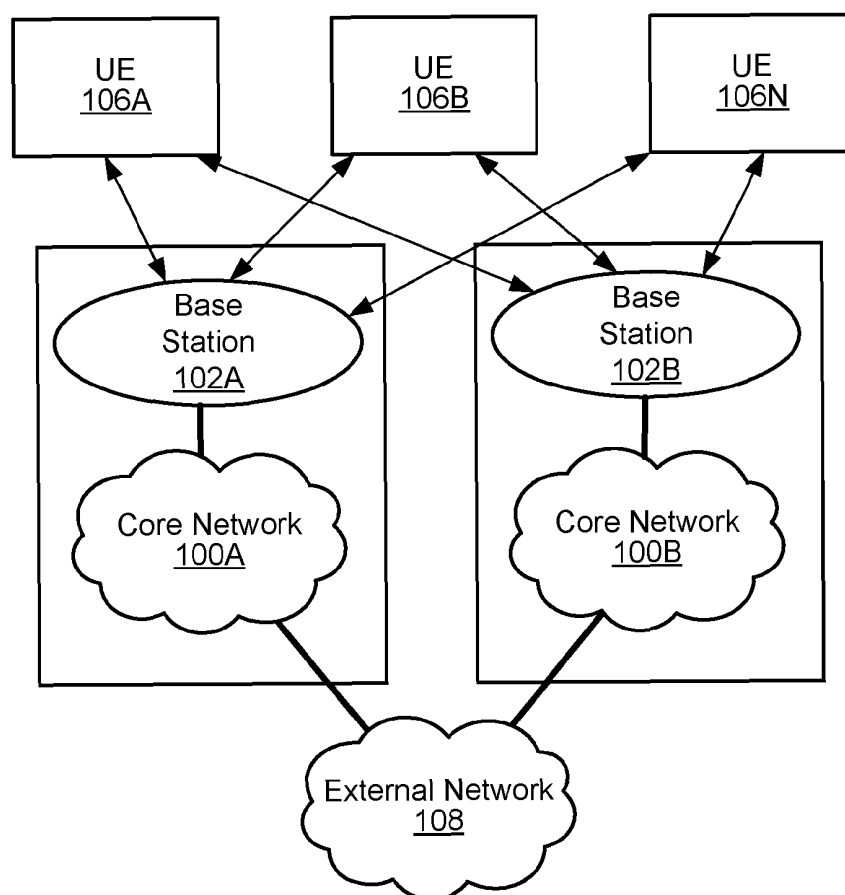 UE
106A
UE
106B
UE
106N
Base
Station
102A
Base
Station
102B
Core Network
100A
Core Network
100B
External Network
108